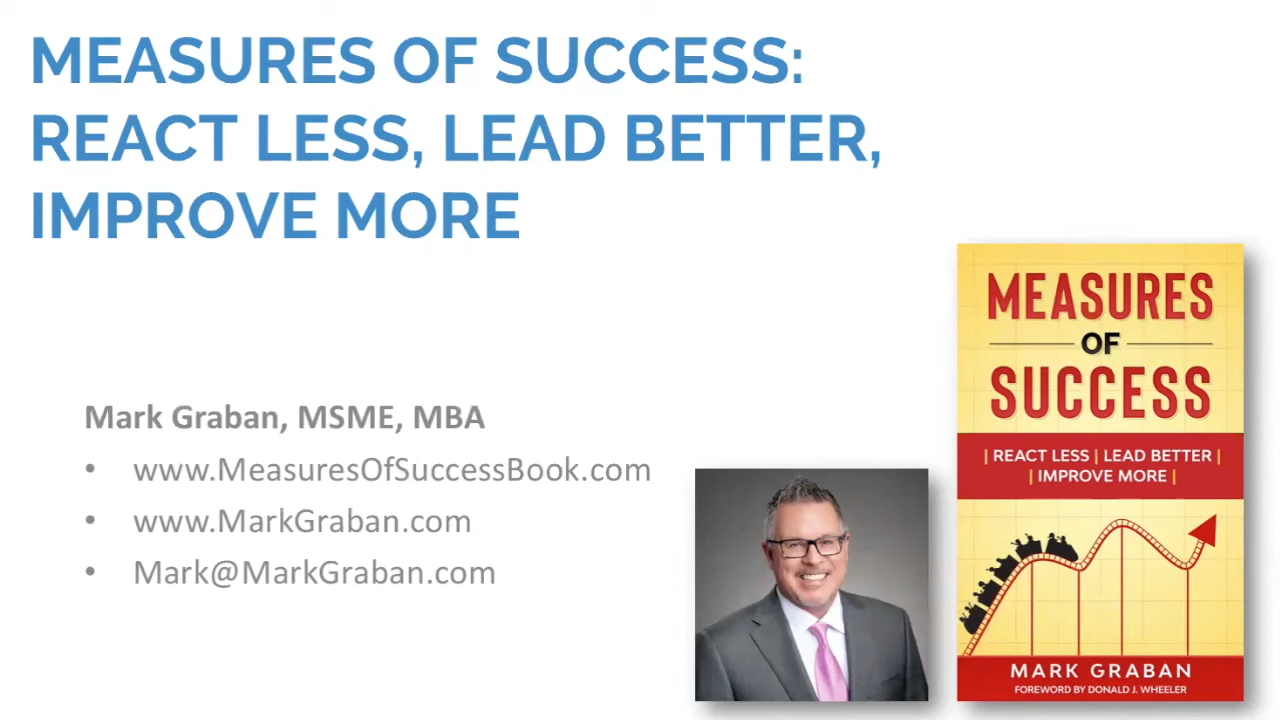 MEASURES OF SUCCESS:
REACT LESS, LEAD BETTER,
IMPROVE MORE
Mark Graban, MSME, MBA
• www.MeasuresOfSuccessBook.com
• www.MarkGraban.com
• Mark@MarkGraban.com
MEASURES
OF
SUCCESS
| REACT LESS | LEAD BETTER |
| IMPROVE MORE |
MARK GRABAN
FOREWORD BY DONALD J. WHEELER